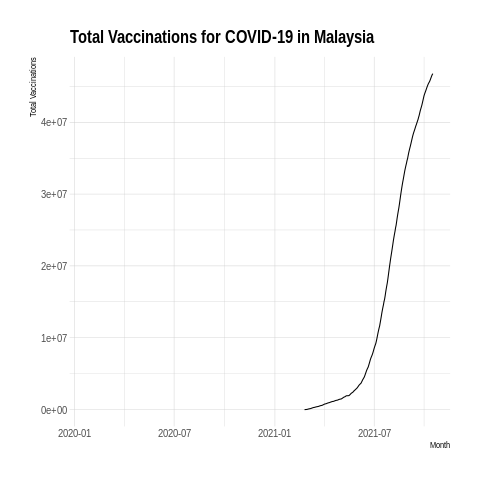 Total Vaccinations for COVID-19 in Malaysia
Total Vaccinations
4e+07
3e+07
2e+07
1e+07
0e+00
2020-01 2020-07 2021-01 2021-07
Month